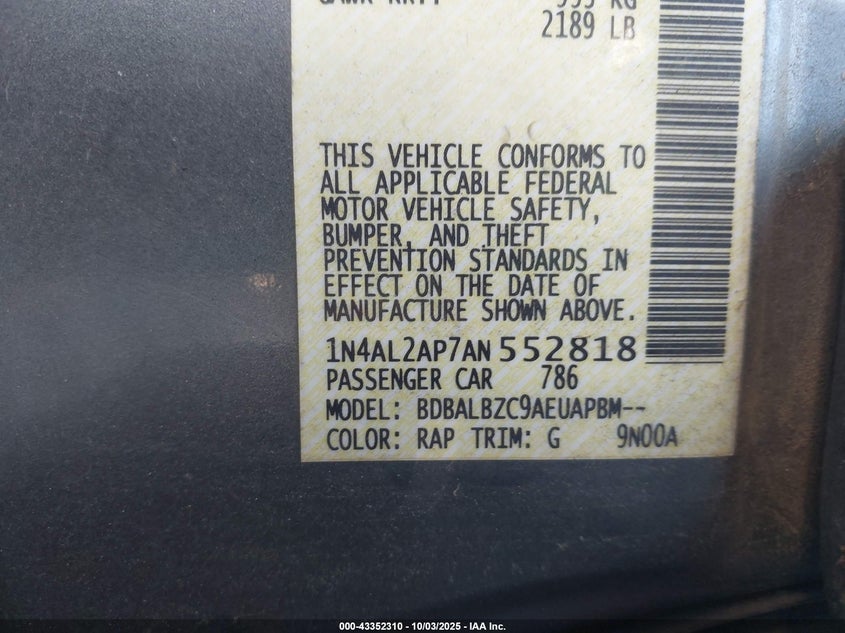 2189 LB
THIS VEHICLE CONFORMS TO
ALL APPLICABLE FEDERAL
MOTOR VEHICLE SAFETY,
BUMPER, AND THEFT
PREVENTION STANDARDS IN
EFFECT ON THE DATE OF
MANUFACTURE SHOWN ABOVE.
1N4AL2AP7AN552818
PASSENGER CAR 786
MODEL: BDBALBZC9AEUAPBM--
COLOR: RAP TRIM: G 9N00A
000-43352310 - 10/03/2025 - IAA Inc.